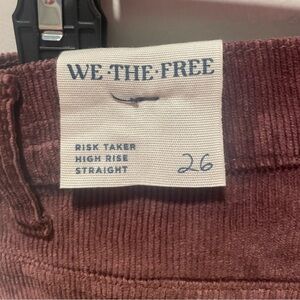 WE·THE·FREE
RISK TAKER
HIGH RISE
STRAIGHT
26